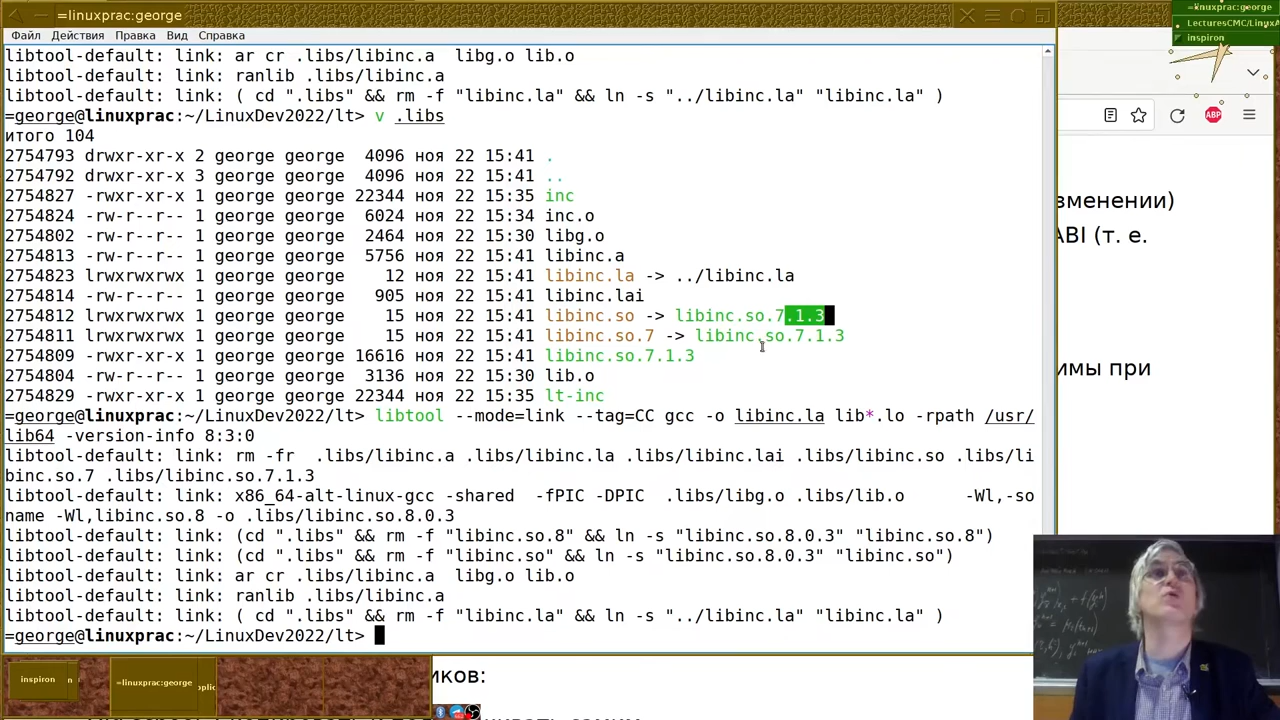 =linuxprac:george
Файл Действия Правка Вид Справка
libtool-default: link: ar cr .libs/libinc.a  libg.o lib.o
libtool-default: link: ranlib .libs/libinc.a
libtool-default: link: ( cd ".libs" && rm -f "libinc.la" && ln -s "../libinc.la" "libinc.la" )
=george@linuxprac:~/LinuxDev2022/lt> v .libs
итого 104
2754793 drwxr-xr-x 2 george george  4096 ноя 22 15:41 .
2754792 drwxr-xr-x 3 george george  4096 ноя 22 15:41 ..
2754827 -rwxr-xr-x 1 george george 22344 ноя 22 15:35 inc
2754824 -rw-r--r-- 1 george george  6024 ноя 22 15:34 inc.o
2754802 -rw-r--r-- 1 george george  2464 ноя 22 15:30 libg.o
2754813 -rw-r--r-- 1 george george  5756 ноя 22 15:41 libinc.a
2754823 lrwxrwxrwx 1 george george    12 ноя 22 15:41 libinc.la -> ../libinc.la
2754814 -rw-r--r-- 1 george george   905 ноя 22 15:41 libinc.lai
2754812 lrwxrwxrwx 1 george george    15 ноя 22 15:41 libinc.so -> libinc.so.7.1.3
2754811 lrwxrwxrwx 1 george george    15 ноя 22 15:41 libinc.so.7 -> libinc.so.7.1.3
2754809 -rwxr-xr-x 1 george george 16616 ноя 22 15:41 libinc.so.7.1.3
2754804 -rw-r--r-- 1 george george  3136 ноя 22 15:30 lib.o
2754829 -rwxr-xr-x 1 george george 22344 ноя 22 15:35 lt-inc
=george@linuxprac:~/LinuxDev2022/lt> libtool --mode=link --tag=CC gcc -o libinc.la lib*.lo -rpath /usr/
lib64 -version-info 8:3:0
libtool-default: link: rm -fr  .libs/libinc.a .libs/libinc.la .libs/libinc.lai .libs/libinc.so .libs/li
binc.so.7 .libs/libinc.so.7.1.3
libtool-default: link: x86_64-alt-linux-gcc -shared  -fPIC -DPIC  .libs/libg.o .libs/lib.o      -Wl,-so
name -Wl,libinc.so.8 -o .libs/libinc.so.8.0.3
libtool-default: link: (cd ".libs" && rm -f "libinc.so.8" && ln -s "libinc.so.8.0.3" "libinc.so.8")
libtool-default: link: (cd ".libs" && rm -f "libinc.so" && ln -s "libinc.so.8.0.3" "libinc.so")
libtool-default: link: ar cr .libs/libinc.a  libg.o lib.o
libtool-default: link: ranlib .libs/libinc.a
libtool-default: link: ( cd ".libs" && rm -f "libinc.la" && ln -s "../libinc.la" "libinc.la" )
=george@linuxprac:~/LinuxDev2022/lt>
=linuxprac:george
LecturesCMC/LinuxA
inspiron
ABP
зменении)
ABI (т. е.
имы при
inspiron
=linuxprac:george
иков: